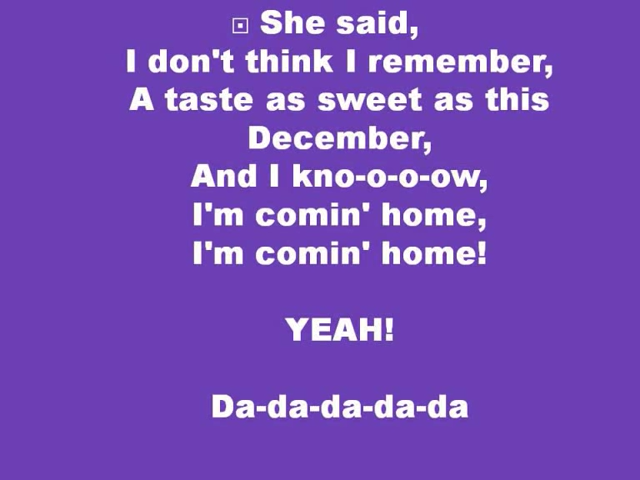 She said,
I don't think I remember,
A taste as sweet as this
December,
And I kno-o-o-ow,
I'm comin' home,
I'm comin' home!
YEAH!
Da-da-da-da-da